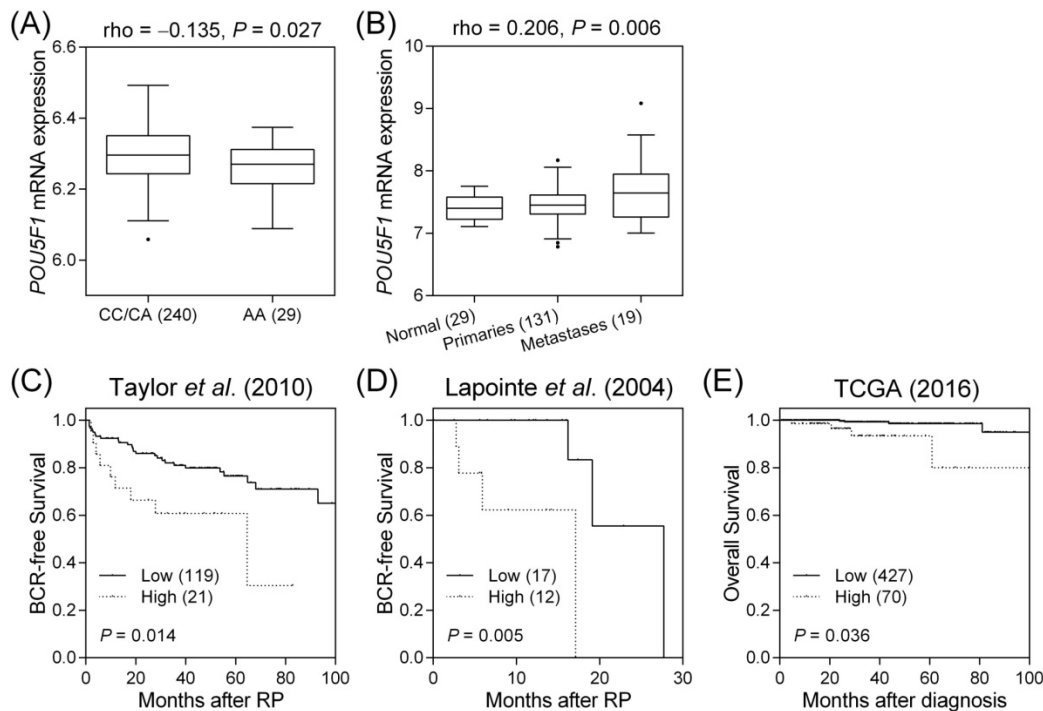 (A)
rho = −0.135, P = 0.027
POU5F1 mRNA expression
6.6
6.4
6.2
6.0
CC/CA (240)
AA (29)
(B)
rho = 0.206, P = 0.006
POU5F1 mRNA expression
10
9
8
7
6
Normal (29)
Primaries (131)
Metastases (19)
(C)
Taylor et al. (2010)
BCR-free Survival
1.0
0.8
0.6
0.4
0.2
0.0
Low (119)
High (21)
P = 0.014
0 20 40 60 80 100
Months after RP
(D)
Lapointe et al. (2004)
BCR-free Survival
1.0
0.8
0.6
0.4
0.2
0.0
Low (17)
High (12)
P = 0.005
0 10 20 30
Months after RP
(E)
TCGA (2016)
Overall Survival
1.0
0.8
0.6
0.4
0.2
0.0
Low (427)
High (70)
P = 0.036
0 20 40 60 80 100
Months after diagnosis